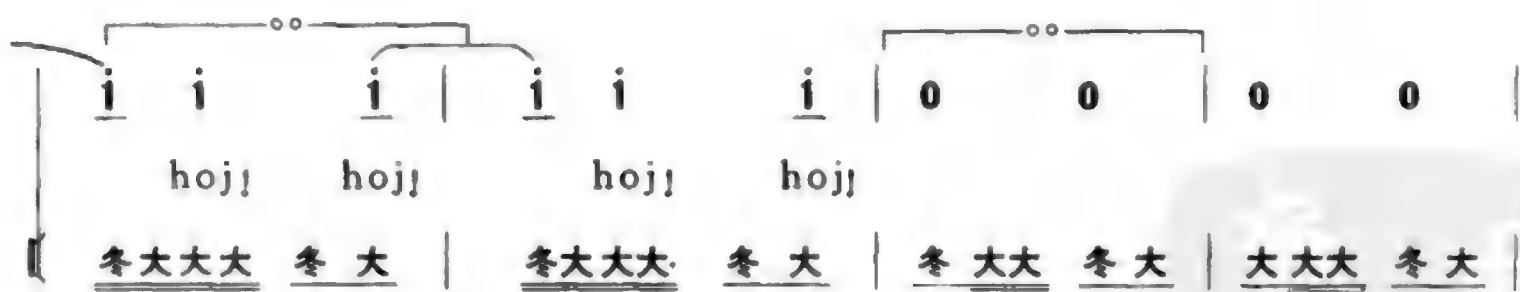 i i i | i i i | 0 0 | 0 0 |
hoj! hoj! hoj! hoj!
冬大大大 冬大 | 冬大大大 冬大 | 冬大大 冬大 | 大大大 冬大 |